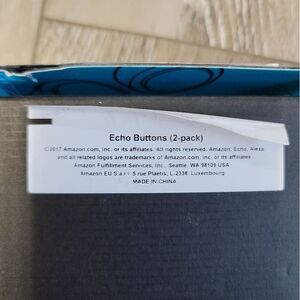 Echo Buttons (2-pack)
©2017 Amazon.com, Inc. or its affiliates. All rights reserved. Amazon, Echo, Alexa
and all related logos are trademarks of Amazon.com, Inc. or its affiliates.
Amazon Fulfillment Services, Inc., Seattle, WA 98109 USA
Amazon EU S.a r.l. 5 rue Plaetis, L-2338, Luxembourg
MADE IN CHINA